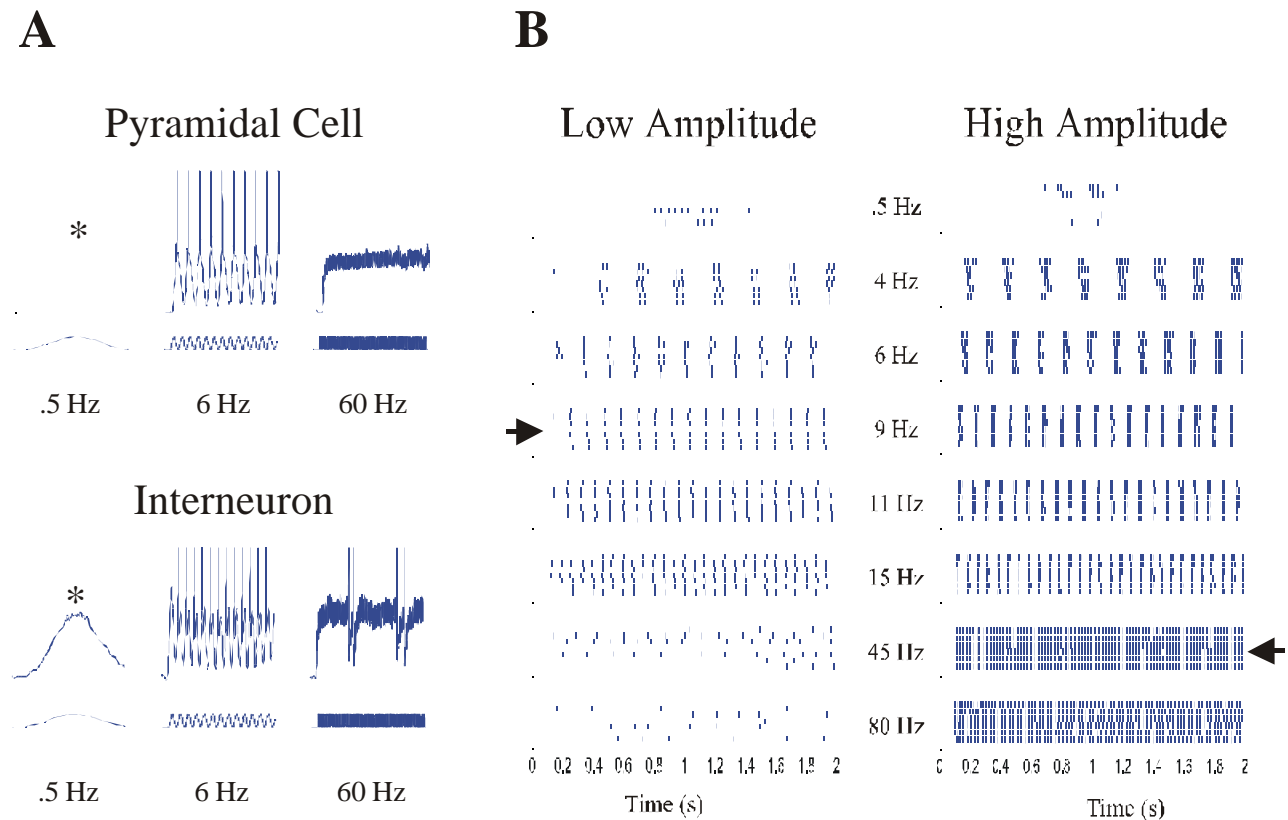 A
B
Pyramidal Cell
*
.5 Hz
6 Hz
60 Hz
Interneuron
*
.5 Hz
6 Hz
60 Hz
Low Amplitude
High Amplitude
.5 Hz
4 Hz
6 Hz
9 Hz
11 Hz
15 Hz
45 Hz
80 Hz
0 0.2 0.4 0.6 0.8 1 1.2 1.4 1.6 1.8 2
Time (s)
0 0.2 0.4 0.6 0.8 1 1.2 1.4 1.6 1.8 2
Time (s)